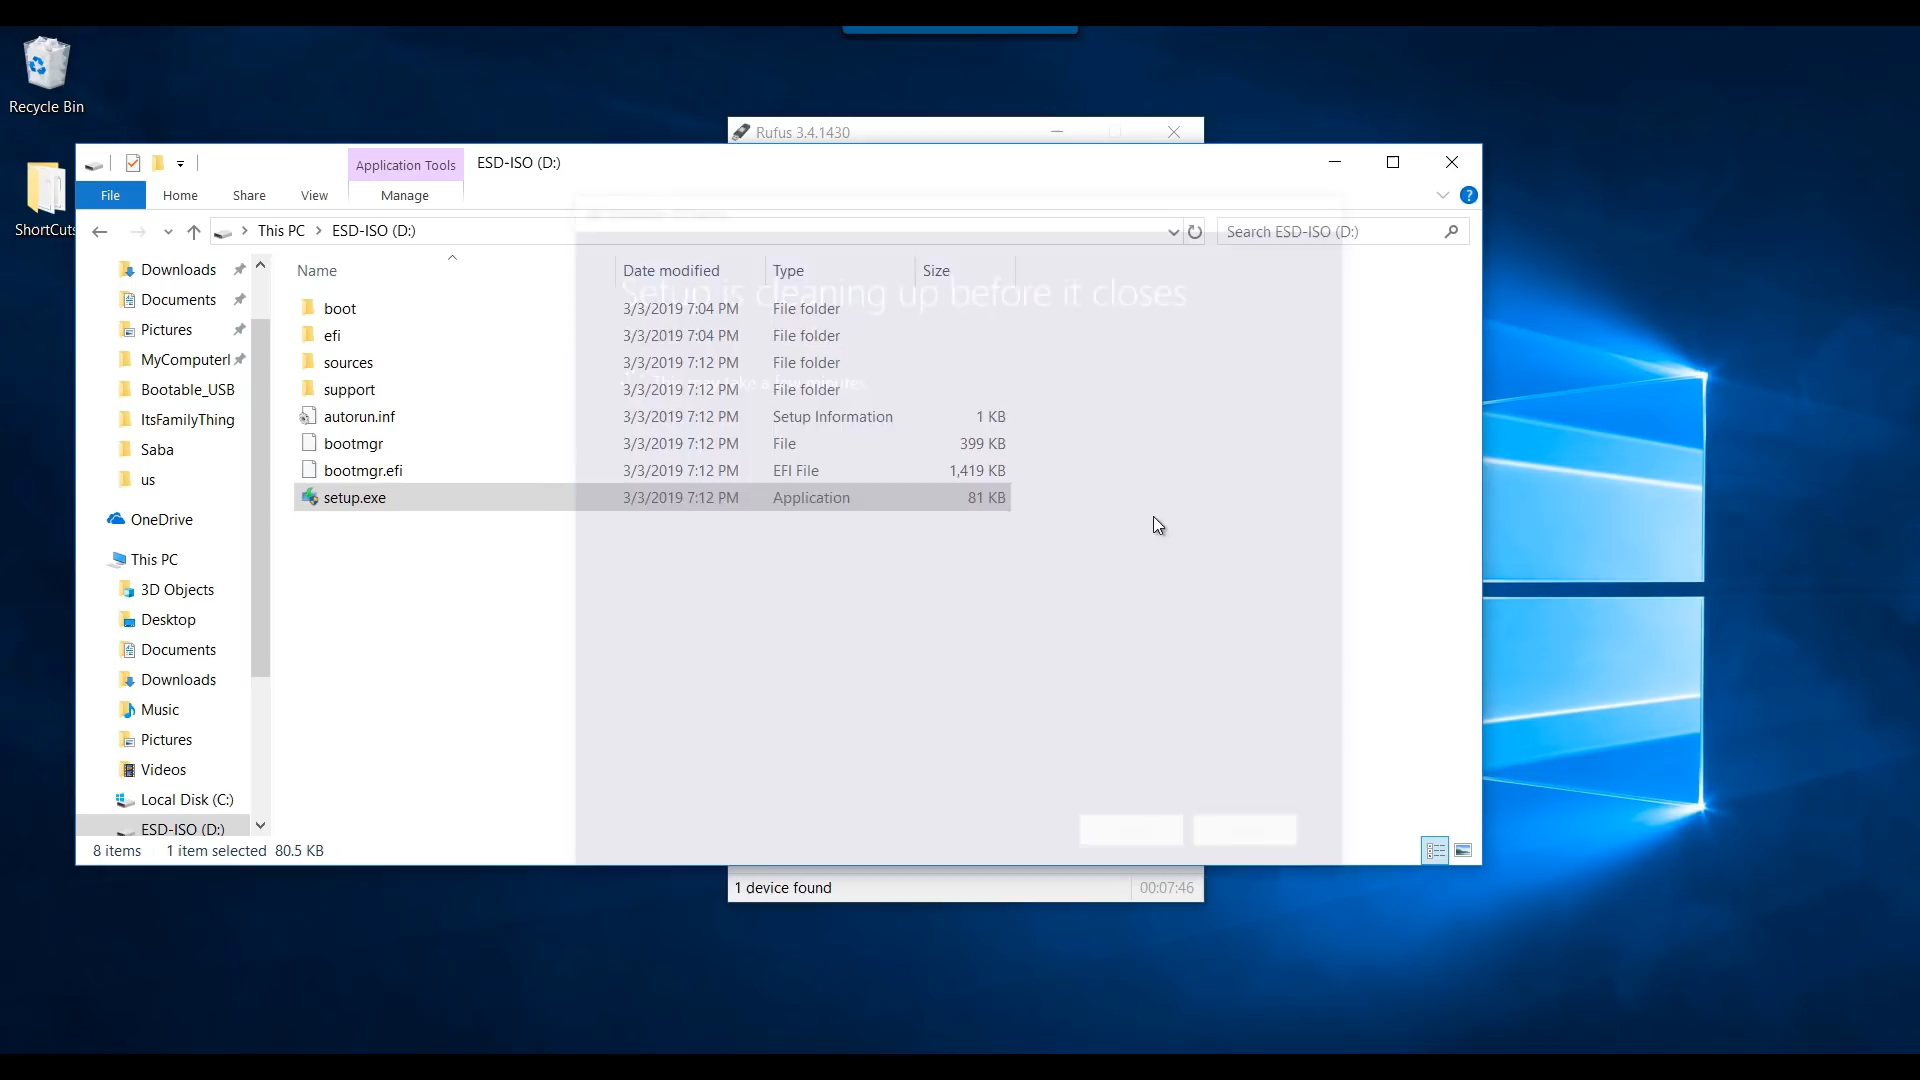 Recycle Bin
ShortCuts
Rufus 3.4.1430
Application Tools
ESD-ISO (D:)
File
Home
Share
View
Manage
This PC
ESD-ISO (D:)
Search ESD-ISO (D:)
Name
Date modified
Type
Size
Setup is cleaning up before it closes
This may take a few minutes.
boot
3/3/2019 7:04 PM
File folder
efi
3/3/2019 7:04 PM
File folder
sources
3/3/2019 7:12 PM
File folder
support
3/3/2019 7:12 PM
File folder
autorun.inf
3/3/2019 7:12 PM
Setup Information
1 KB
bootmgr
3/3/2019 7:12 PM
File
399 KB
bootmgr.efi
3/3/2019 7:12 PM
EFI File
1,419 KB
setup.exe
3/3/2019 7:12 PM
Application
81 KB
Downloads
Documents
Pictures
MyComputerI
Bootable_USB
ItsFamilyThing
Saba
us
OneDrive
This PC
3D Objects
Desktop
Documents
Downloads
Music
Pictures
Videos
Local Disk (C:)
ESD-ISO (D:)
8 items
1 item selected 80.5 KB
1 device found
00:07:46